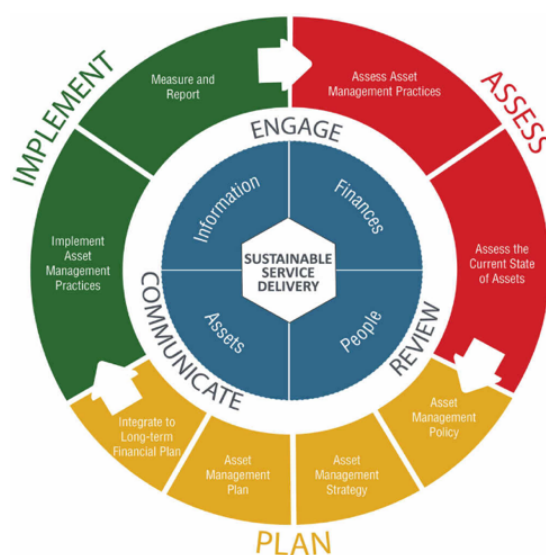 IMPLEMENT
Measure and
Report
Assess Asset
Management Practices
ASSESS
ENGAGE
Information
Finances
SUSTAINABLE
SERVICE
DELIVERY
Implement
Asset
Management
Practices
Assess the
Current State
of Assets
COMMUNICATE
Assets
People
REVIEW
Integrate to
Long-term
Financial Plan
Asset
Management
Plan
Asset
Management
Strategy
Asset
Management
Policy
PLAN